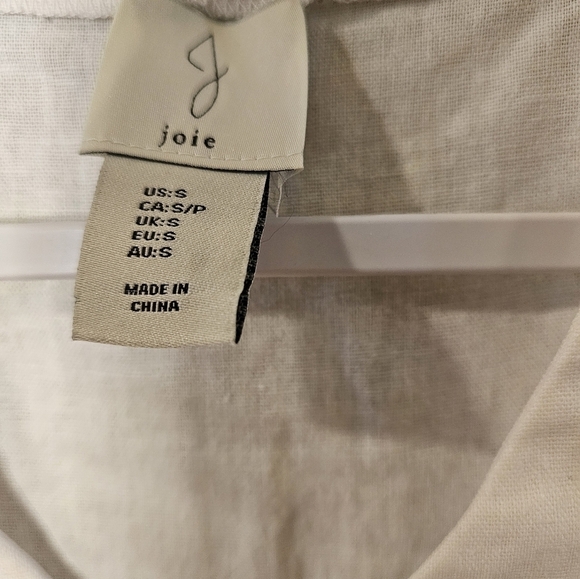 J
joie
US:S
CA:S/P
UK:S
EU:S
AU:S
MADE IN
CHINA